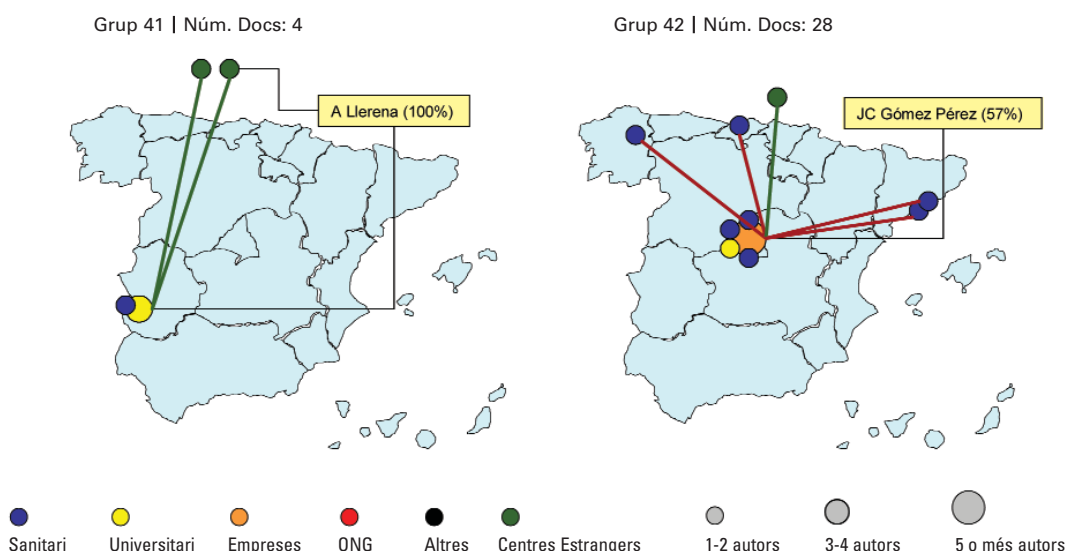 Grup 41 | Núm. Docs: 4
Grup 42 | Núm. Docs: 28
A Llerena (100%)
JC Gómez Pérez (57%)
Sanitari
Universitari
Empreses
ONG
Altres
Centres Estrangers
1-2 autors
3-4 autors
5 o més autors